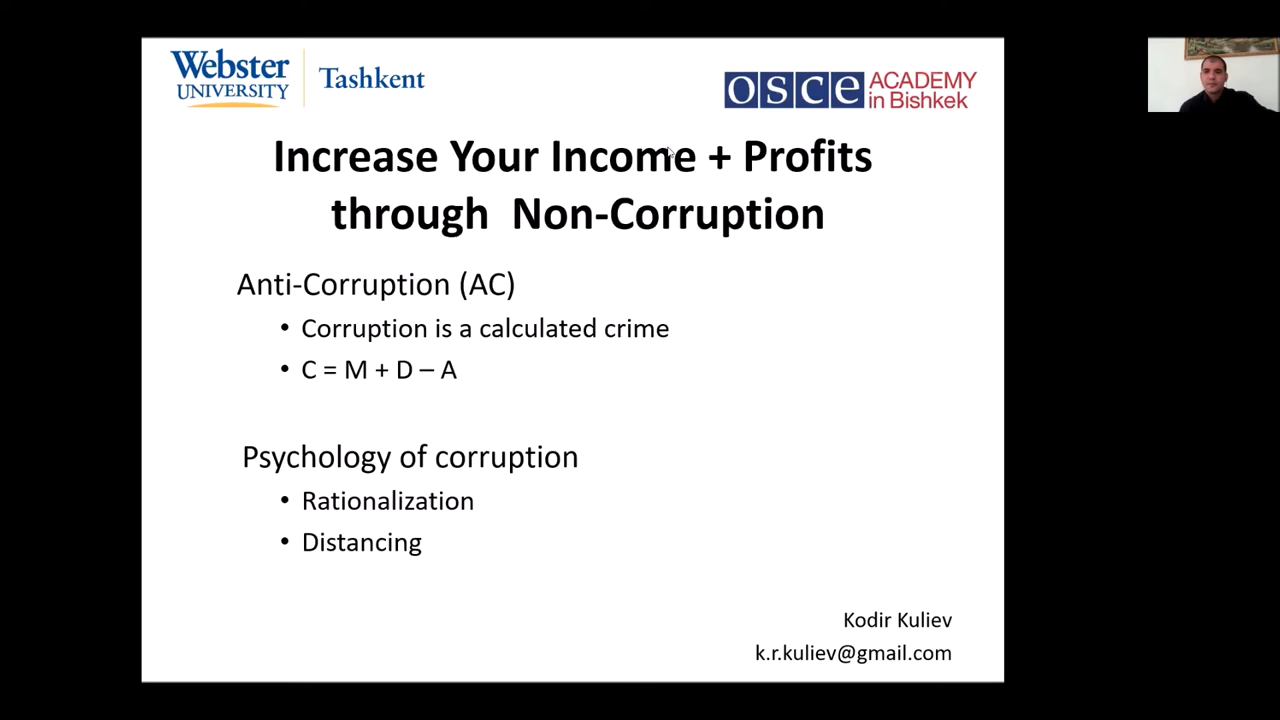 Webster
UNIVERSITY
Tashkent
osce ACADEMY
in Bishkek
Increase Your Income + Profits
through  Non-Corruption
Anti-Corruption (AC)
• Corruption is a calculated crime
• C = M + D – A
Psychology of corruption
• Rationalization
• Distancing
Kodir Kuliev
k.r.kuliev@gmail.com